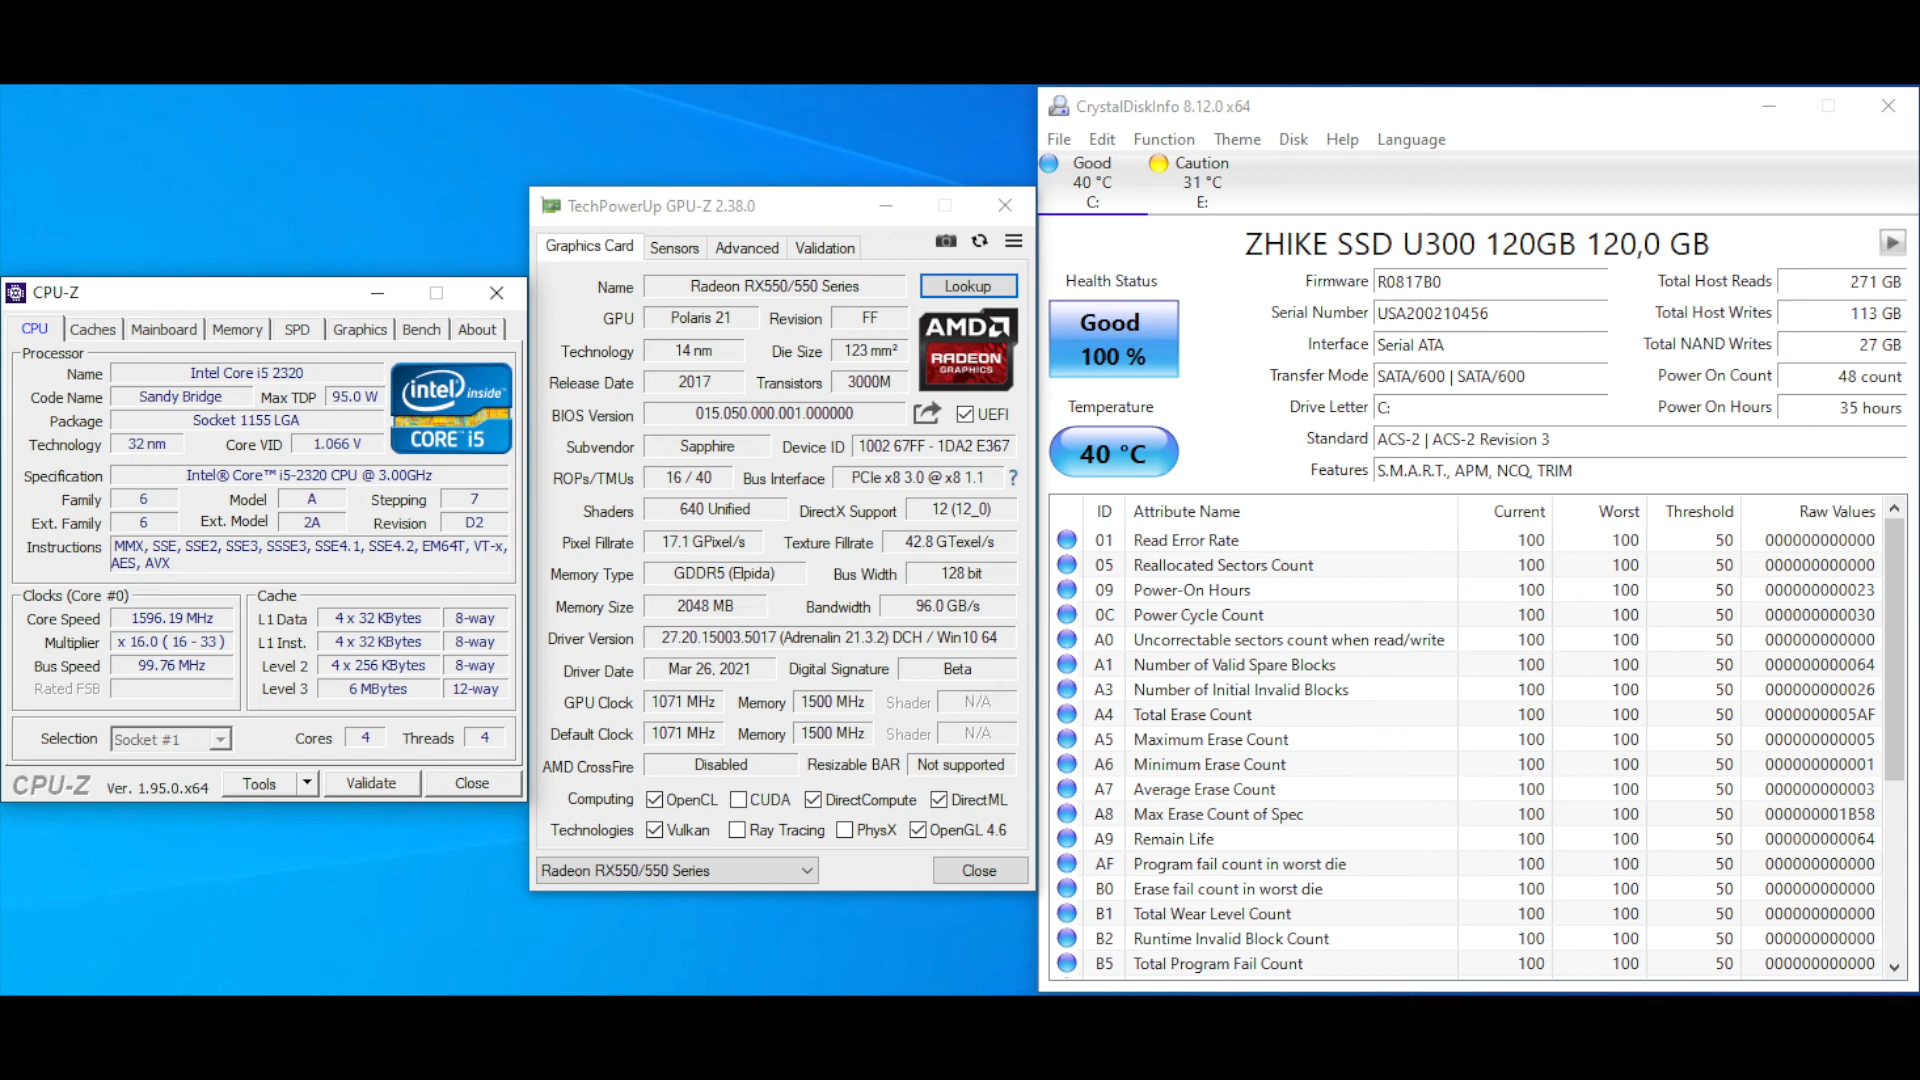 CPU-Z
CPU Caches Mainboard Memory SPD Graphics Bench About
Processor
Name Intel Core i5 2320
Code Name Sandy Bridge Max TDP 95.0 W
Package Socket 1155 LGA
Technology 32 nm Core VID 1.066 V
intel inside™
CORE i5
Specification Intel® Core™ i5-2320 CPU @ 3.00GHz
Family 6 Model A Stepping 7
Ext. Family 6 Ext. Model 2A Revision D2
Instructions MMX, SSE, SSE2, SSE3, SSSE3, SSE4.1, SSE4.2, EM64T, VT-x,
AES, AVX
Clocks (Core #0)
Core Speed 1596.19 MHz
Multiplier x 16.0 ( 16 - 33 )
Bus Speed 99.76 MHz
Rated FSB
Cache
L1 Data 4 x 32 KBytes 8-way
L1 Inst. 4 x 32 KBytes 8-way
Level 2 4 x 256 KBytes 8-way
Level 3 6 MBytes 12-way
Selection Socket #1 Cores 4 Threads 4
CPU-Z Ver. 1.95.0.x64 Tools Validate Close
TechPowerUp GPU-Z 2.38.0
Graphics Card Sensors Advanced Validation
Name Radeon RX550/550 Series Lookup
GPU Polaris 21 Revision FF
Technology 14 nm Die Size 123 mm²
Release Date 2017 Transistors 3000M
AMD
RADEON
GRAPHICS
BIOS Version 015.050.000.001.000000 UEFI
Subvendor Sapphire Device ID 1002 67FF - 1DA2 E367
ROPs/TMUs 16 / 40 Bus Interface PCIe x8 3.0 @ x8 1.1 ?
Shaders 640 Unified DirectX Support 12 (12_0)
Pixel Fillrate 17.1 GPixel/s Texture Fillrate 42.8 GTexel/s
Memory Type GDDR5 (Elpida) Bus Width 128 bit
Memory Size 2048 MB Bandwidth 96.0 GB/s
Driver Version 27.20.15003.5017 (Adrenalin 21.3.2) DCH / Win10 64
Driver Date Mar 26, 2021 Digital Signature Beta
GPU Clock 1071 MHz Memory 1500 MHz Shader N/A
Default Clock 1071 MHz Memory 1500 MHz Shader N/A
AMD CrossFire Disabled Resizable BAR Not supported
Computing OpenCL CUDA DirectCompute DirectML
Technologies Vulkan Ray Tracing PhysX OpenGL 4.6
Radeon RX550/550 Series Close
CrystalDiskInfo 8.12.0 x64
File Edit Function Theme Disk Help Language
Good Caution
40 °C 31 °C
C: E:
ZHIKE SSD U300 120GB 120,0 GB
Health Status
Good
100 %
Temperature
40 °C
Firmware R0817B0 Total Host Reads 271 GB
Serial Number USA200210456 Total Host Writes 113 GB
Interface Serial ATA Total NAND Writes 27 GB
Transfer Mode SATA/600 | SATA/600 Power On Count 48 count
Drive Letter C: Power On Hours 35 hours
Standard ACS-2 | ACS-2 Revision 3
Features S.M.A.R.T., APM, NCQ, TRIM
ID Attribute Name Current Worst Threshold Raw Values
01 Read Error Rate 100 100 50 000000000000
05 Reallocated Sectors Count 100 100 50 000000000000
09 Power-On Hours 100 100 50 000000000023
0C Power Cycle Count 100 100 50 000000000030
A0 Uncorrectable sectors count when read/write 100 100 50 000000000000
A1 Number of Valid Spare Blocks 100 100 50 000000000064
A3 Number of Initial Invalid Blocks 100 100 50 000000000026
A4 Total Erase Count 100 100 50 0000000005AF
A5 Maximum Erase Count 100 100 50 000000000005
A6 Minimum Erase Count 100 100 50 000000000001
A7 Average Erase Count 100 100 50 000000000003
A8 Max Erase Count of Spec 100 100 50 000000001B58
A9 Remain Life 100 100 50 000000000064
AF Program fail count in worst die 100 100 50 000000000000
B0 Erase fail count in worst die 100 100 50 000000000000
B1 Total Wear Level Count 100 100 50 000000000000
B2 Runtime Invalid Block Count 100 100 50 000000000000
B5 Total Program Fail Count 100 100 50 000000000000